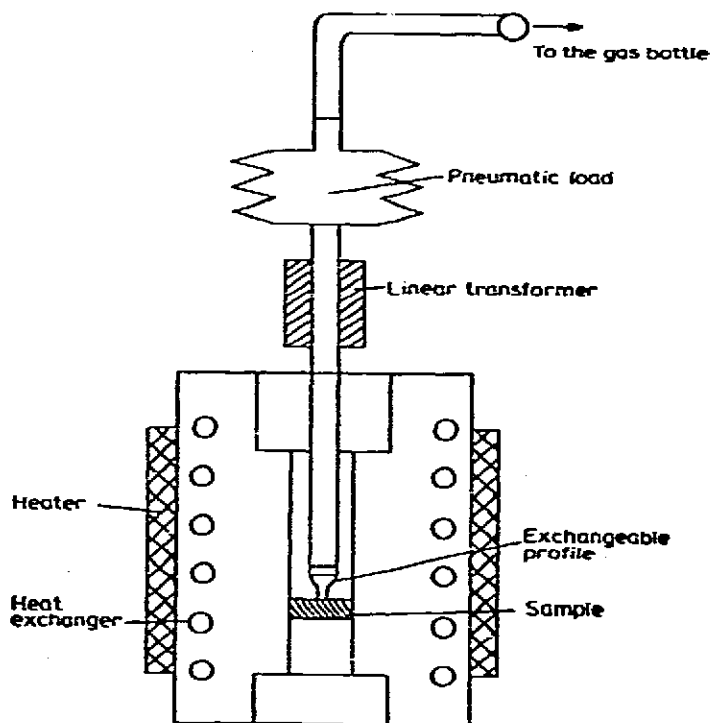 To the gas bottle
Pneumatic load
Linear transformer
Heater
Exchangeable
profile
Heat
exchanger
Sample